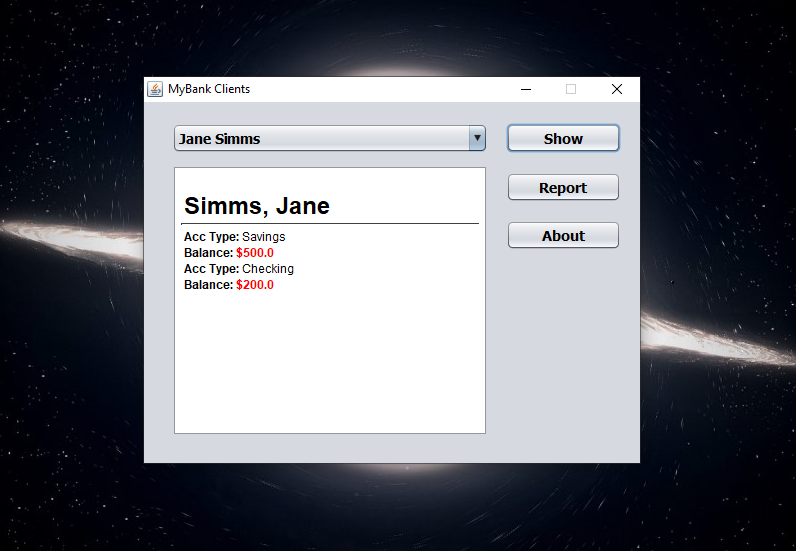 MyBank Clients
Jane Simms
Show
Simms, Jane
Report
Acc Type: Savings
About
Balance: $500.0
Acc Type: Checking
Balance: $200.0